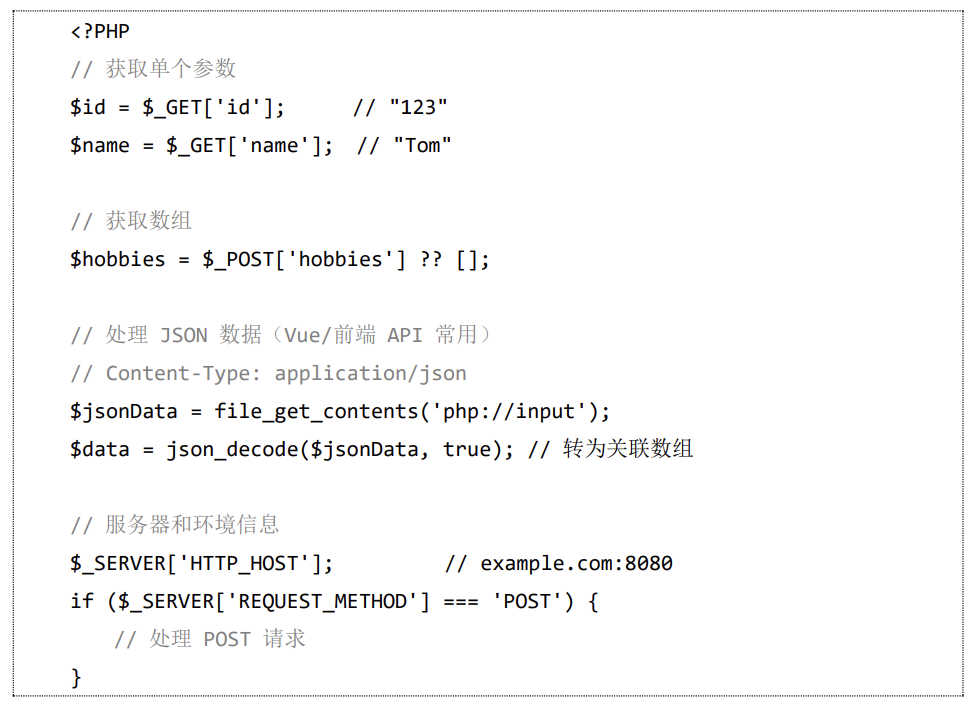 <?PHP
// 获取单个参数
$id = $_GET['id'];      // "123"
$name = $_GET['name'];  // "Tom"
// 获取数组
$hobbies = $_POST['hobbies'] ?? [];
// 处理 JSON 数据（Vue/前端 API 常用）
// Content-Type: application/json
$jsonData = file_get_contents('php://input');
$data = json_decode($jsonData, true); // 转为关联数组
// 服务器和环境信息
$_SERVER['HTTP_HOST'];         // example.com:8080
if ($_SERVER['REQUEST_METHOD'] === 'POST') {
    // 处理 POST 请求
}